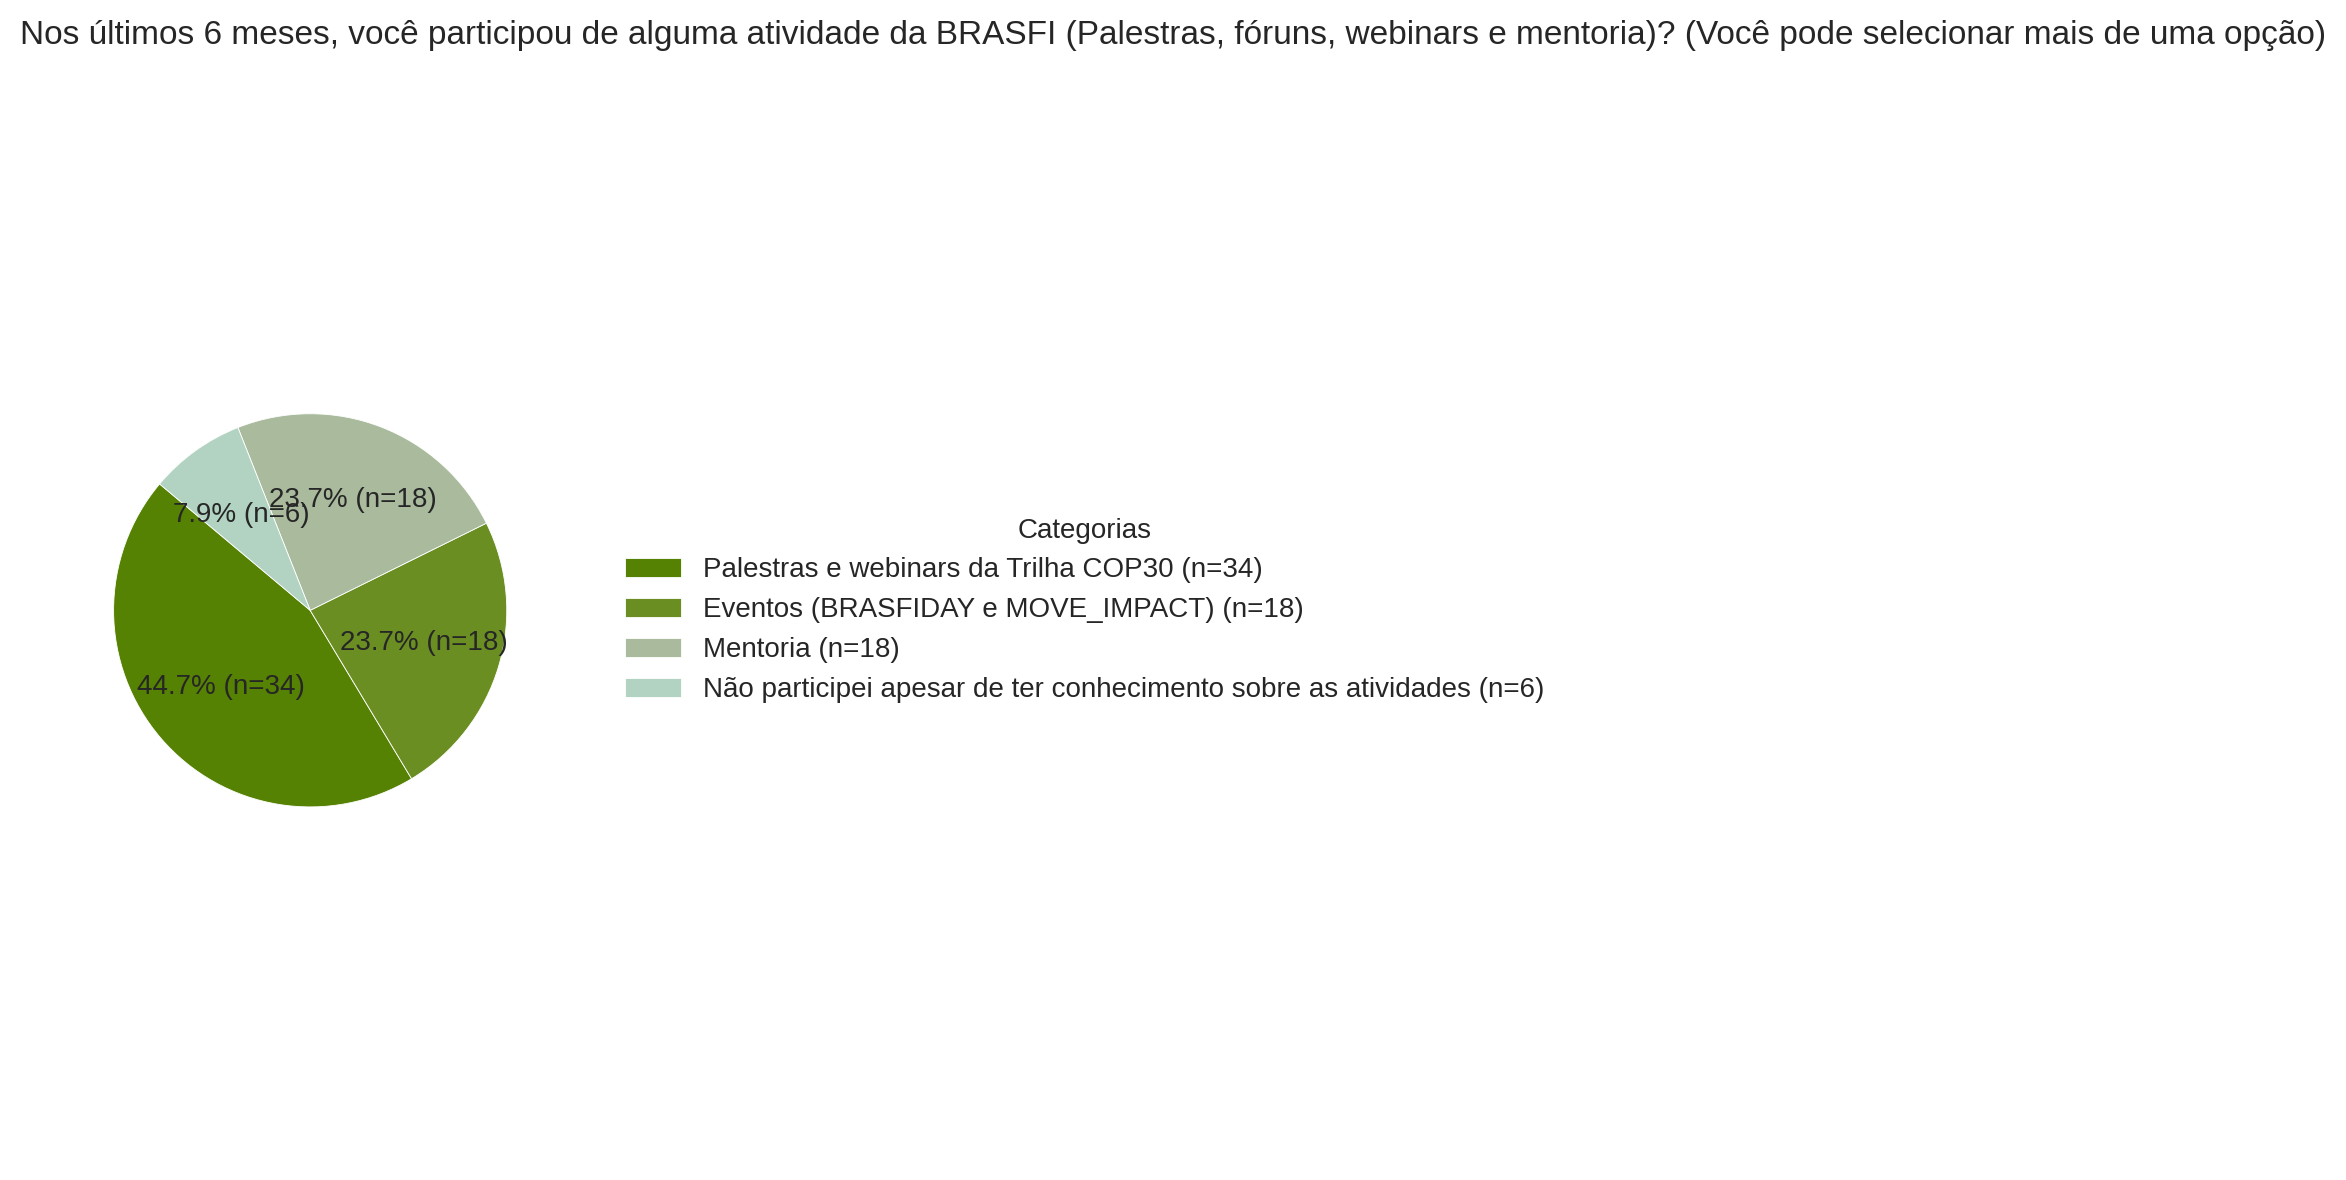 Nos últimos 6 meses, você participou de alguma atividade da BRASFI (Palestras, fóruns, webinars e mentoria)? (Você pode selecionar mais de uma opção)
23.7% (n=18)
7.9% (n=6)
23.7% (n=18)
44.7% (n=34)
Categorias
Palestras e webinars da Trilha COP30 (n=34)
Eventos (BRASFIDAY e MOVE_IMPACT) (n=18)
Mentoria (n=18)
Não participei apesar de ter conhecimento sobre as atividades (n=6)